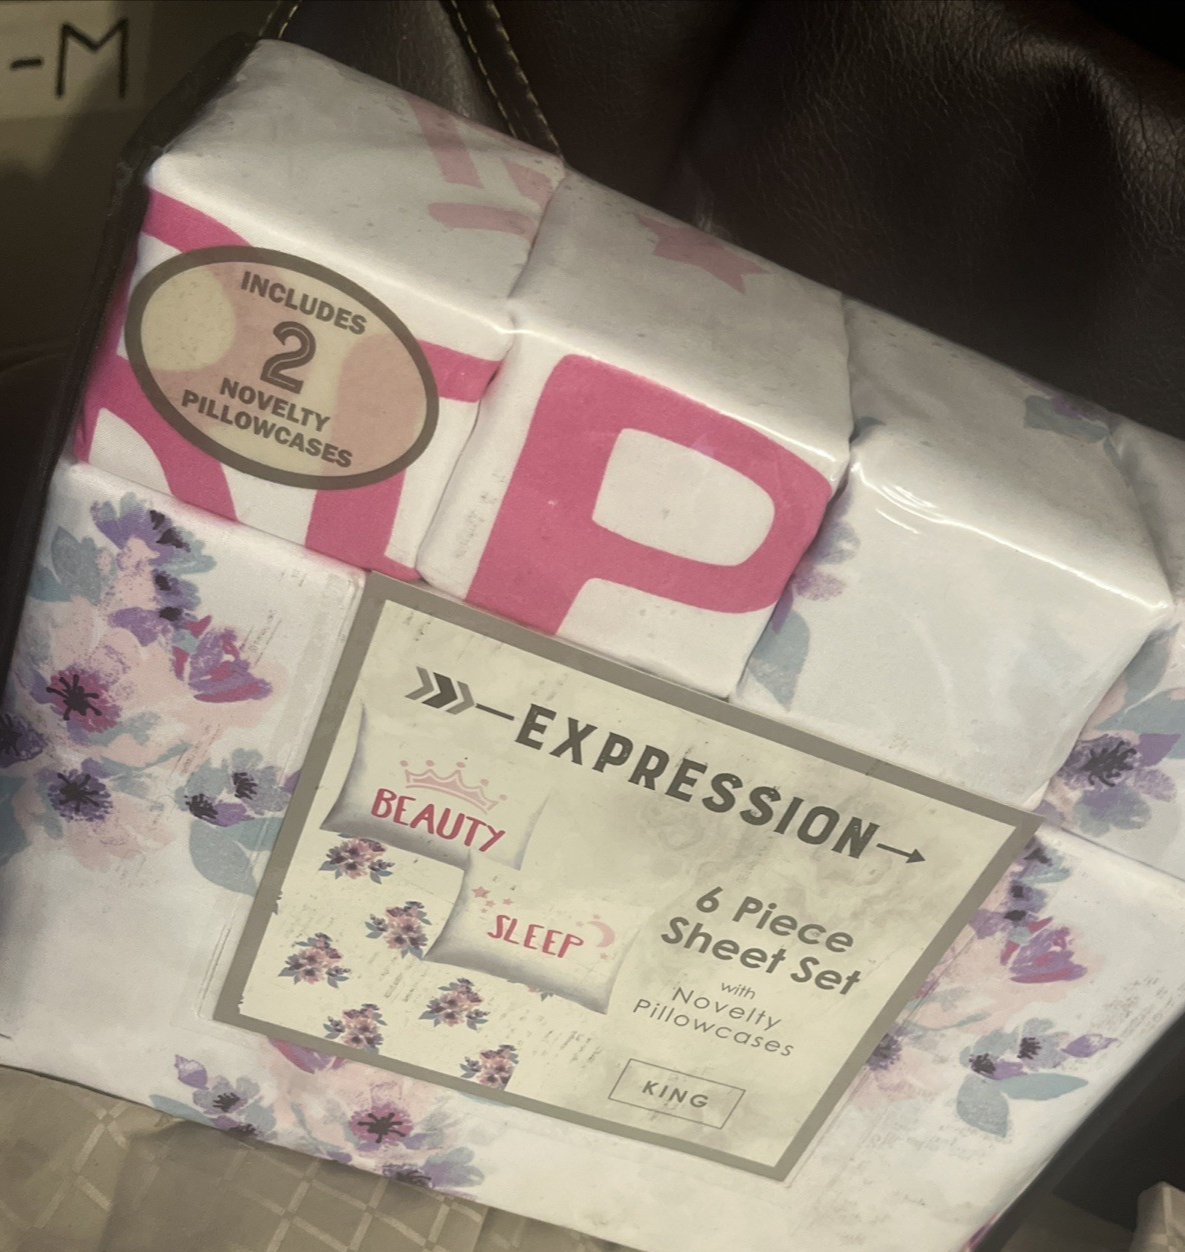 -M
INCLUDES
2
NOVELTY
PILLOWCASES
P
EXPRESSION
BEAUTY
SLEEP
6 Piece
Sheet Set
with
Novelty
Pillowcases
KING